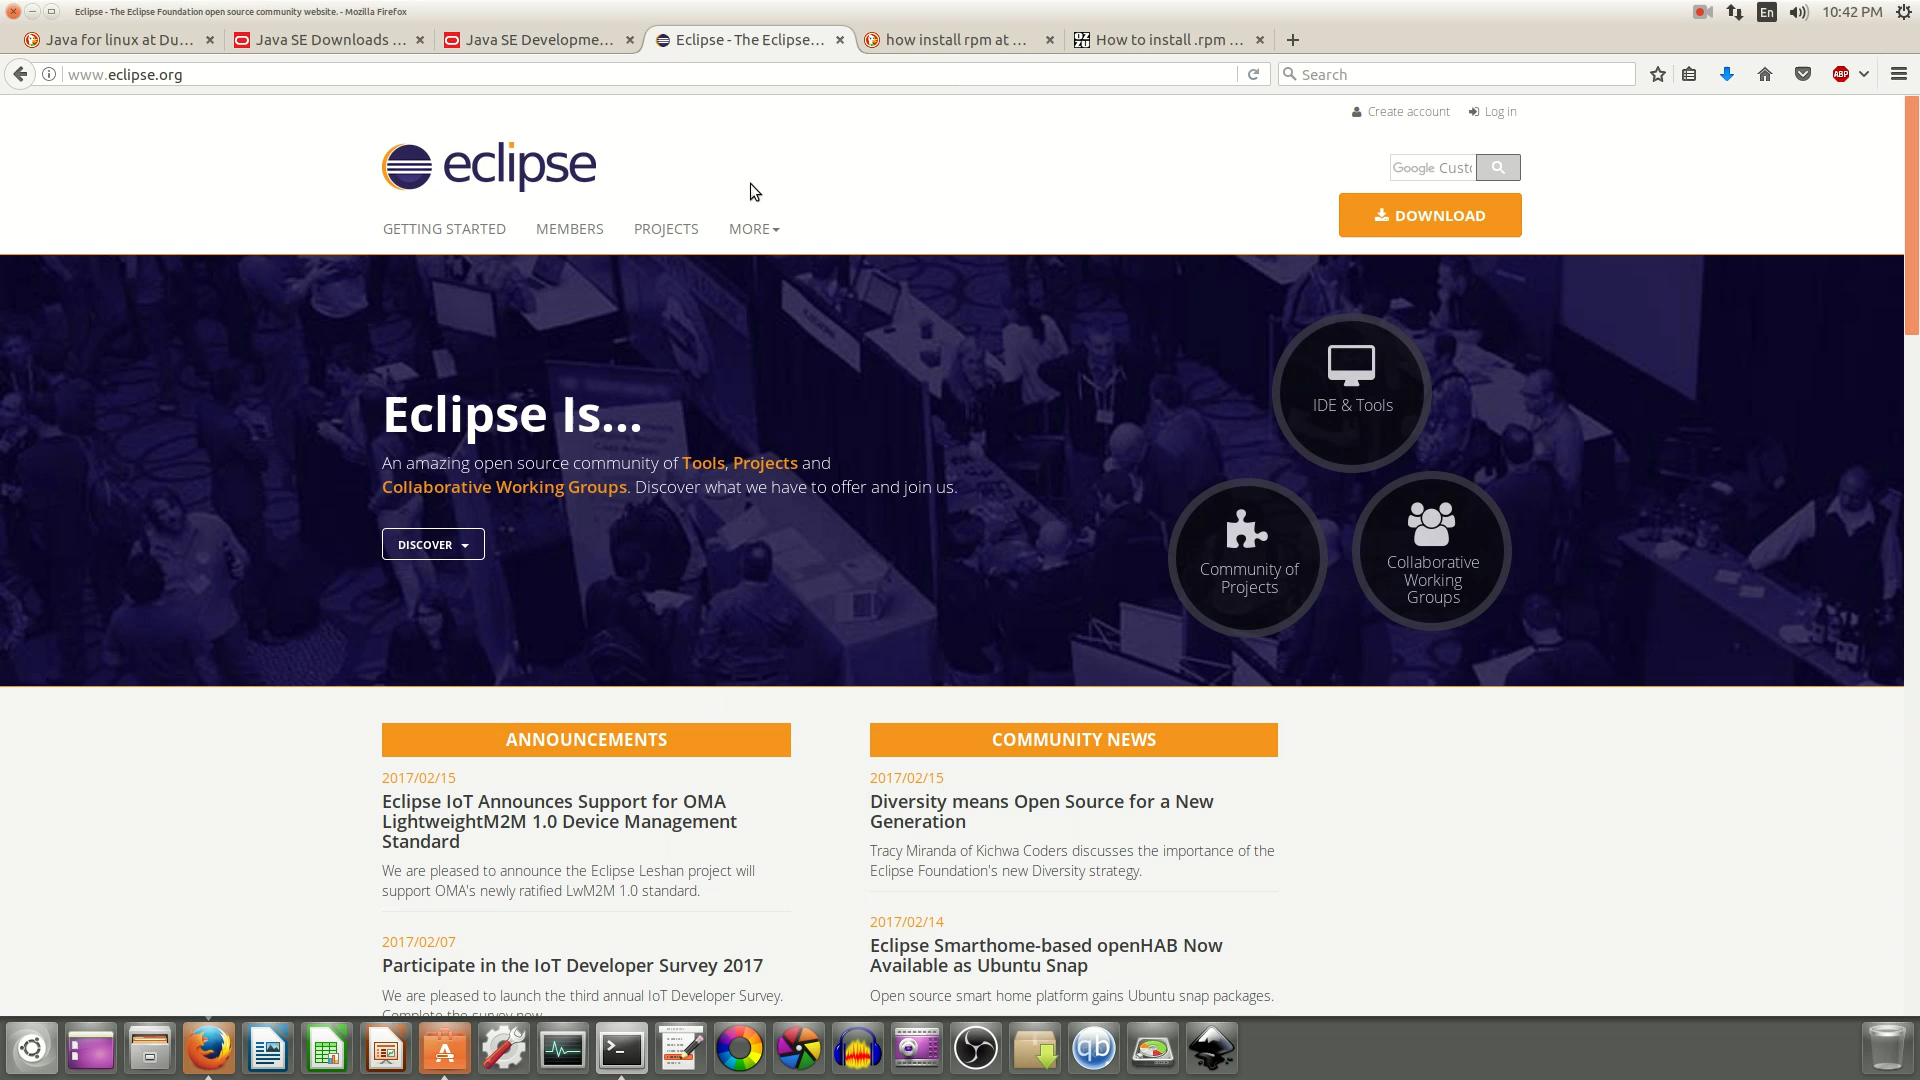 Eclipse - The Eclipse Foundation open source community website. - Mozilla Firefox
En
10:42 PM
Java for linux at Du...
Java SE Downloads ...
Java SE Developme...
Eclipse - The Eclipse...
how install rpm at ...
How to install .rpm ...
www.eclipse.org
Search
ABP
Create account
Log in
eclipse
Google Custo
GETTING STARTED
MEMBERS
PROJECTS
MORE
DOWNLOAD
Eclipse Is...
An amazing open source community of Tools, Projects and
Collaborative Working Groups. Discover what we have to offer and join us.
DISCOVER
IDE & Tools
Community of
Projects
Collaborative
Working
Groups
ANNOUNCEMENTS
2017/02/15
Eclipse IoT Announces Support for OMA
LightweightM2M 1.0 Device Management
Standard
We are pleased to announce the Eclipse Leshan project will
support OMA's newly ratified LwM2M 1.0 standard.
2017/02/07
Participate in the IoT Developer Survey 2017
We are pleased to launch the third annual IoT Developer Survey.
Complete the survey now.
COMMUNITY NEWS
2017/02/15
Diversity means Open Source for a New
Generation
Tracy Miranda of Kichwa Coders discusses the importance of the
Eclipse Foundation's new Diversity strategy.
2017/02/14
Eclipse Smarthome-based openHAB Now
Available as Ubuntu Snap
Open source smart home platform gains Ubuntu snap packages.
qb